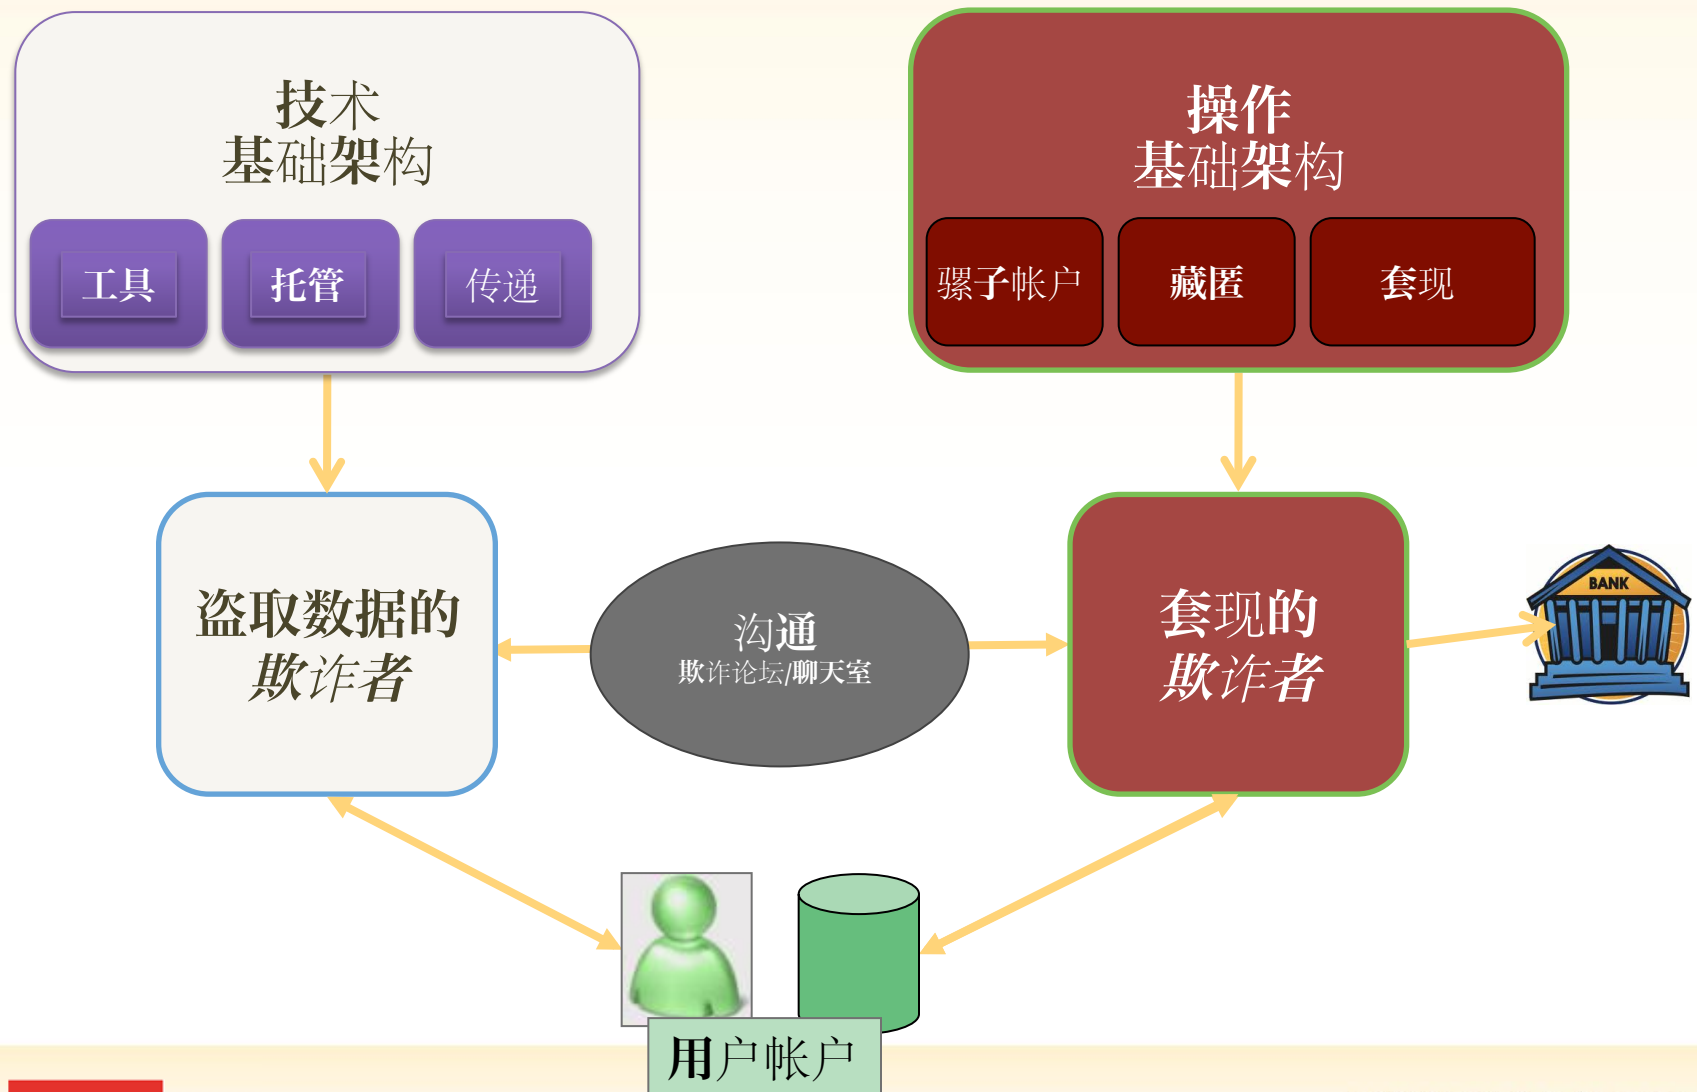 技术
基础架构
工具
托管
传递
操作
基础架构
骡子帐户
藏匿
套现
盗取数据的
欺诈者
沟通
欺诈论坛/聊天室
套现的
欺诈者
BANK
用户帐户